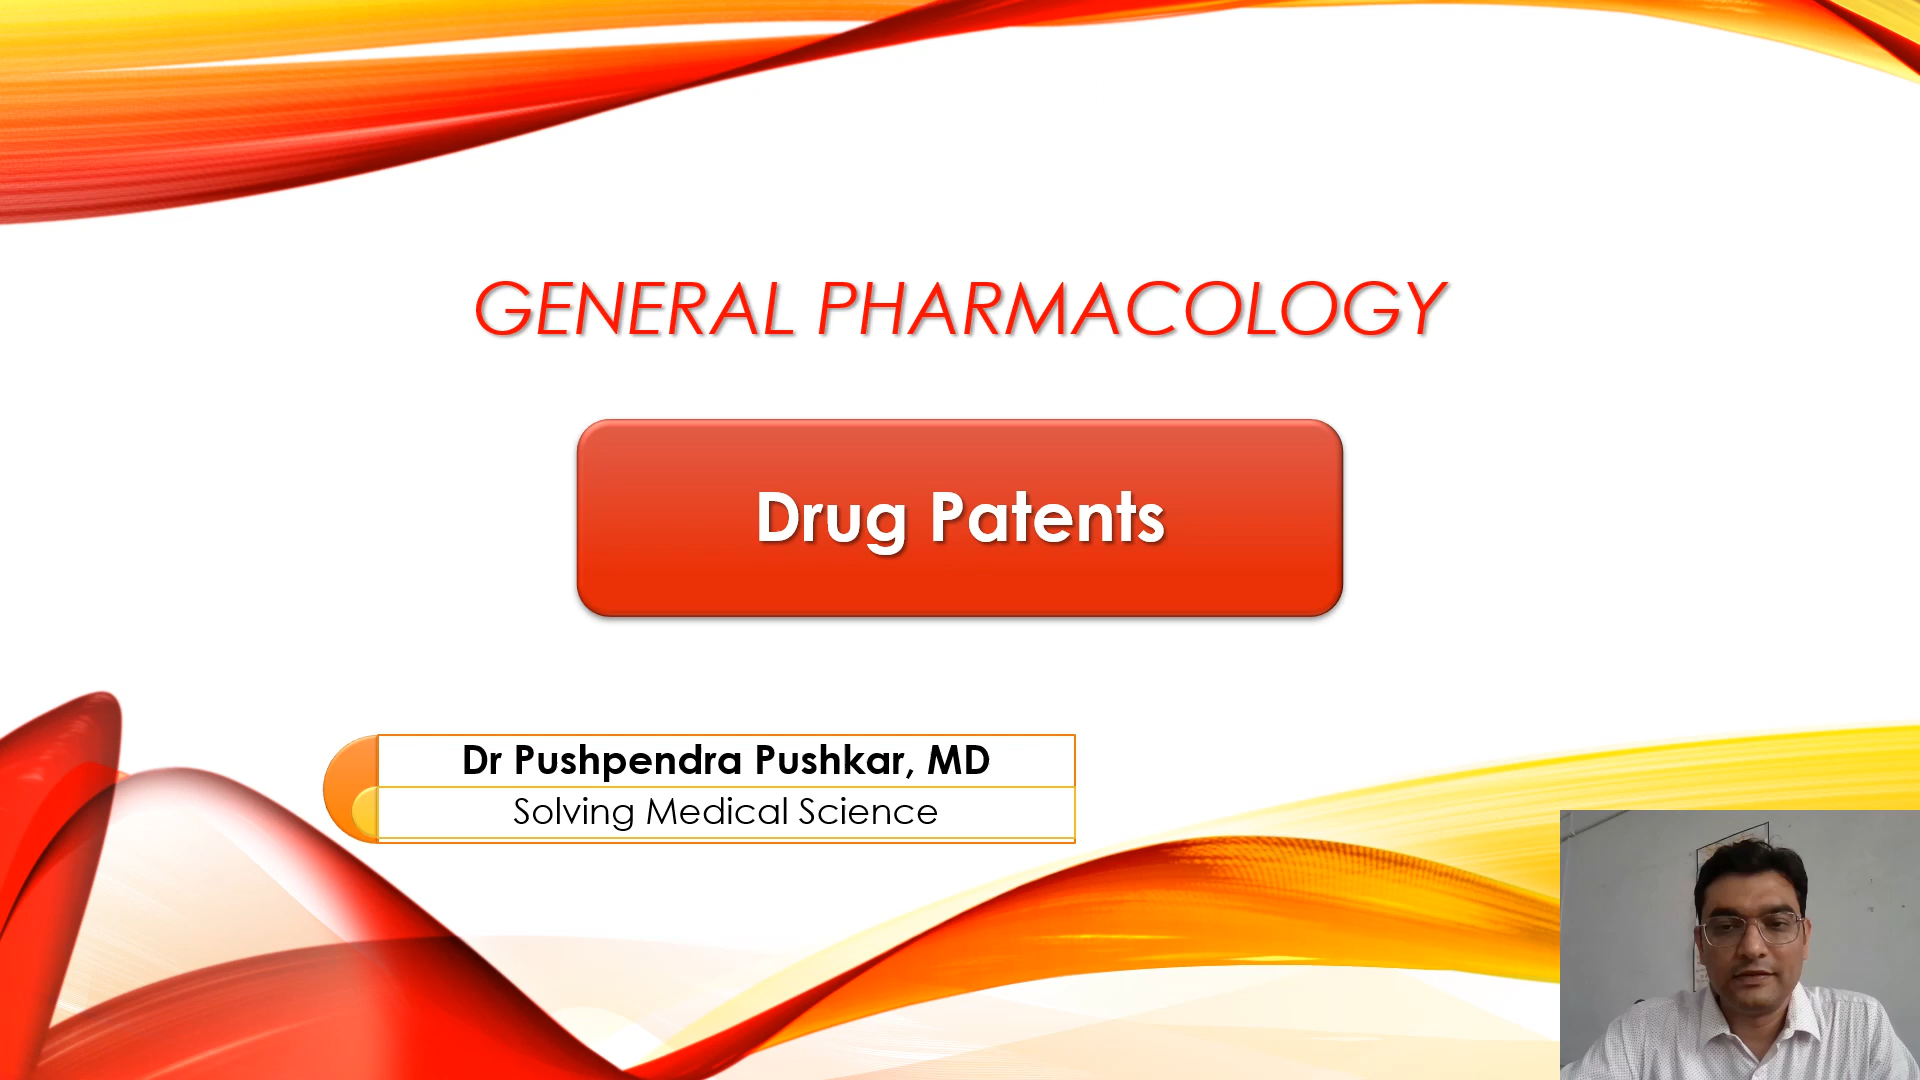 GENERAL PHARMACOLOGY
Drug Patents
Dr Pushpendra Pushkar, MD
Solving Medical Science